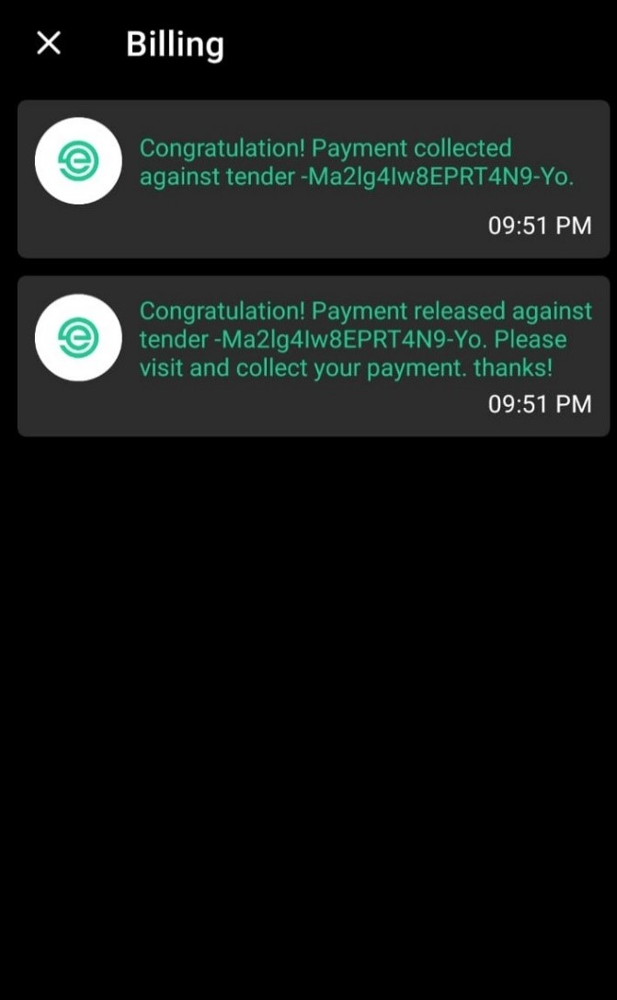 Billing
Congratulation! Payment collected
against tender -Ma2lg4Iw8EPRT4N9-Yo.
09:51 PM
Congratulation! Payment released against
tender -Ma2lg4Iw8EPRT4N9-Yo. Please
visit and collect your payment. thanks!
09:51 PM